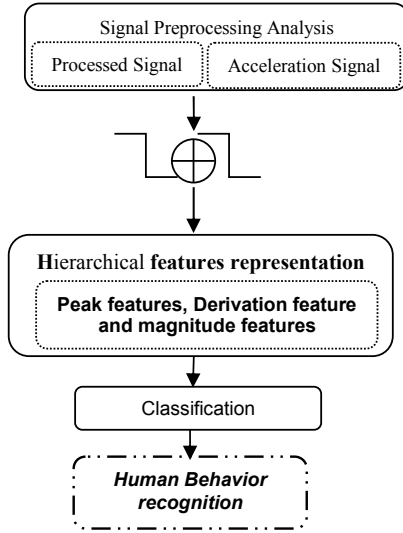 Signal Preprocessing Analysis
Processed Signal
Acceleration Signal
Hierarchical features representation
Peak features, Derivation feature
and magnitude features
Classification
Human Behavior
recognition